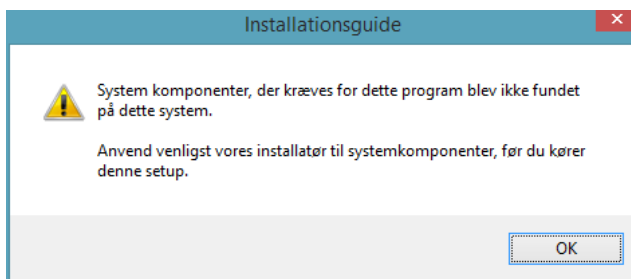 Installationsguide
System komponenter, der kræves for dette program blev ikke fundet
på dette system.
Anvend venligst vores installatør til systemkomponenter, før du kører
denne setup.
OK